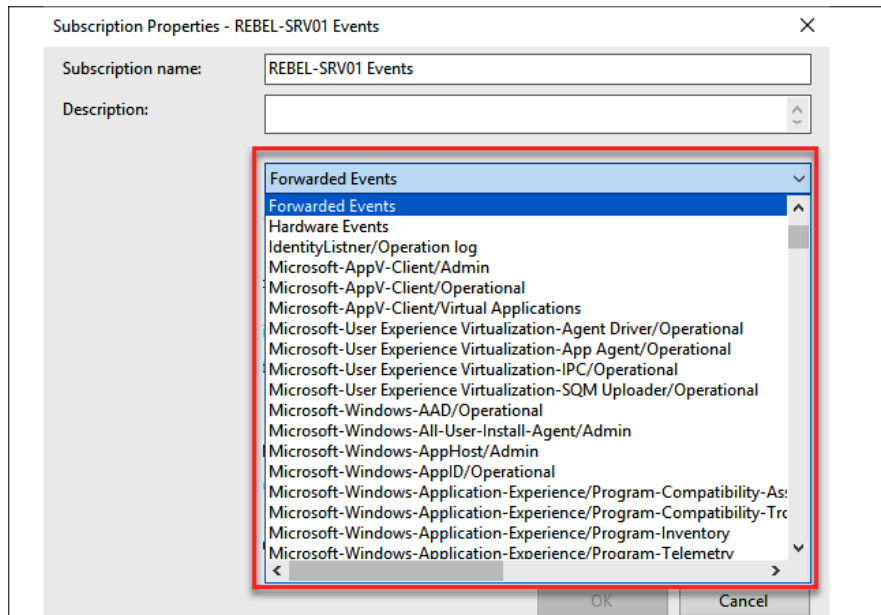 Subscription Properties - REBEL-SRV01 Events
Subscription name:
REBEL-SRV01 Events
Description:
Forwarded Events
Forwarded Events
Hardware Events
IdentityListner/Operation log
Microsoft-AppV-Client/Admin
Microsoft-AppV-Client/Operational
Microsoft-AppV-Client/Virtual Applications
Microsoft-User Experience Virtualization-Agent Driver/Operational
Microsoft-User Experience Virtualization-App Agent/Operational
Microsoft-User Experience Virtualization-IPC/Operational
Microsoft-User Experience Virtualization-SQM Uploader/Operational
Microsoft-Windows-AAD/Operational
Microsoft-Windows-All-User-Install-Agent/Admin
Microsoft-Windows-AppHost/Admin
Microsoft-Windows-AppID/Operational
Microsoft-Windows-Application-Experience/Program-Compatibility-Ass
Microsoft-Windows-Application-Experience/Program-Compatibility-Tro
Microsoft-Windows-Application-Experience/Program-Inventory
Microsoft-Windows-Application-Experience/Program-Telemetry
OK
Cancel